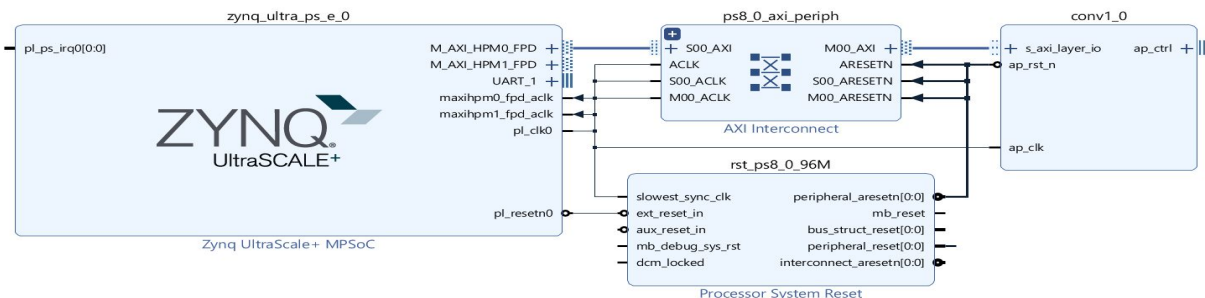 zynq_ultra_ps_e_0
pl_ps_irq0[0:0]
M_AXI_HPM0_FPD
M_AXI_HPM1_FPD
UART_1
maxihpm0_fpd_aclk
maxihpm1_fpd_aclk
pl_clk0
pl_resetn0
ZYNQ
UltraSCALE+
Zynq UltraScale+ MPSoC
ps8_0_axi_periph
S00_AXI
ACLK
S00_ACLK
M00_ACLK
M00_AXI
ARESETN
S00_ARESETN
M00_ARESETN
AXI Interconnect
conv1_0
s_axi_layer_io
ap_rst_n
ap_clk
ap_ctrl
rst_ps8_0_96M
slowest_sync_clk
ext_reset_in
aux_reset_in
mb_debug_sys_rst
dcm_locked
peripheral_aresetn[0:0]
mb_reset
bus_struct_reset[0:0]
peripheral_reset[0:0]
interconnect_aresetn[0:0]
Processor System Reset